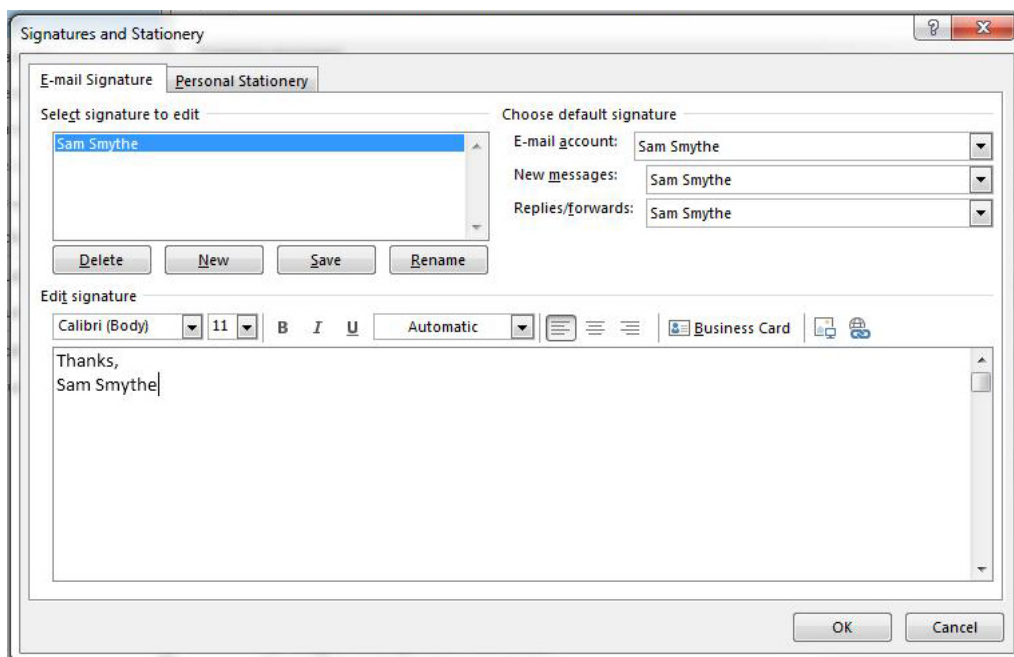 Signatures and Stationery
E-mail Signature
Personal Stationery
Select signature to edit
Sam Smythe
Delete
New
Save
Rename
Choose default signature
E-mail account:
Sam Smythe
New messages:
Sam Smythe
Replies/forwards:
Sam Smythe
Edit signature
Calibri (Body)
11
B
I
U
Automatic
Business Card
Thanks,
Sam Smythe
OK
Cancel